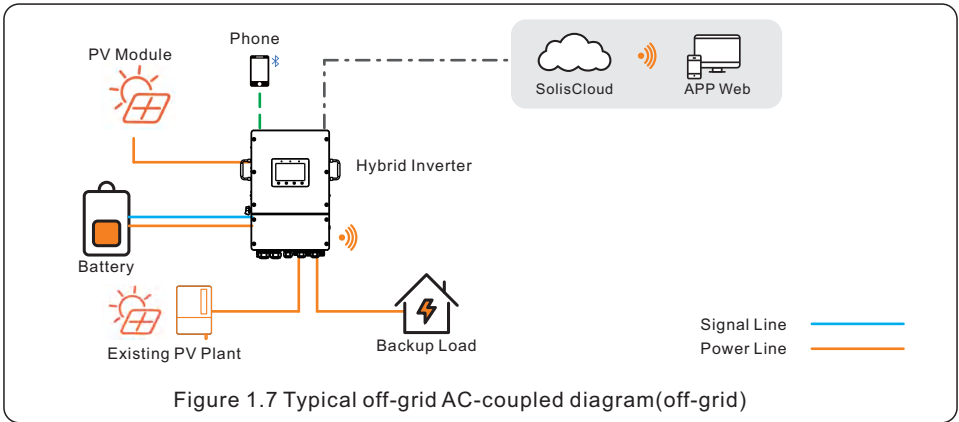 Phone
PV Module
SolisCloud
APP Web
Hybrid Inverter
Battery
Existing PV Plant
Backup Load
Signal Line
Power Line
Figure 1.7 Typical off-grid AC-coupled diagram(off-grid)